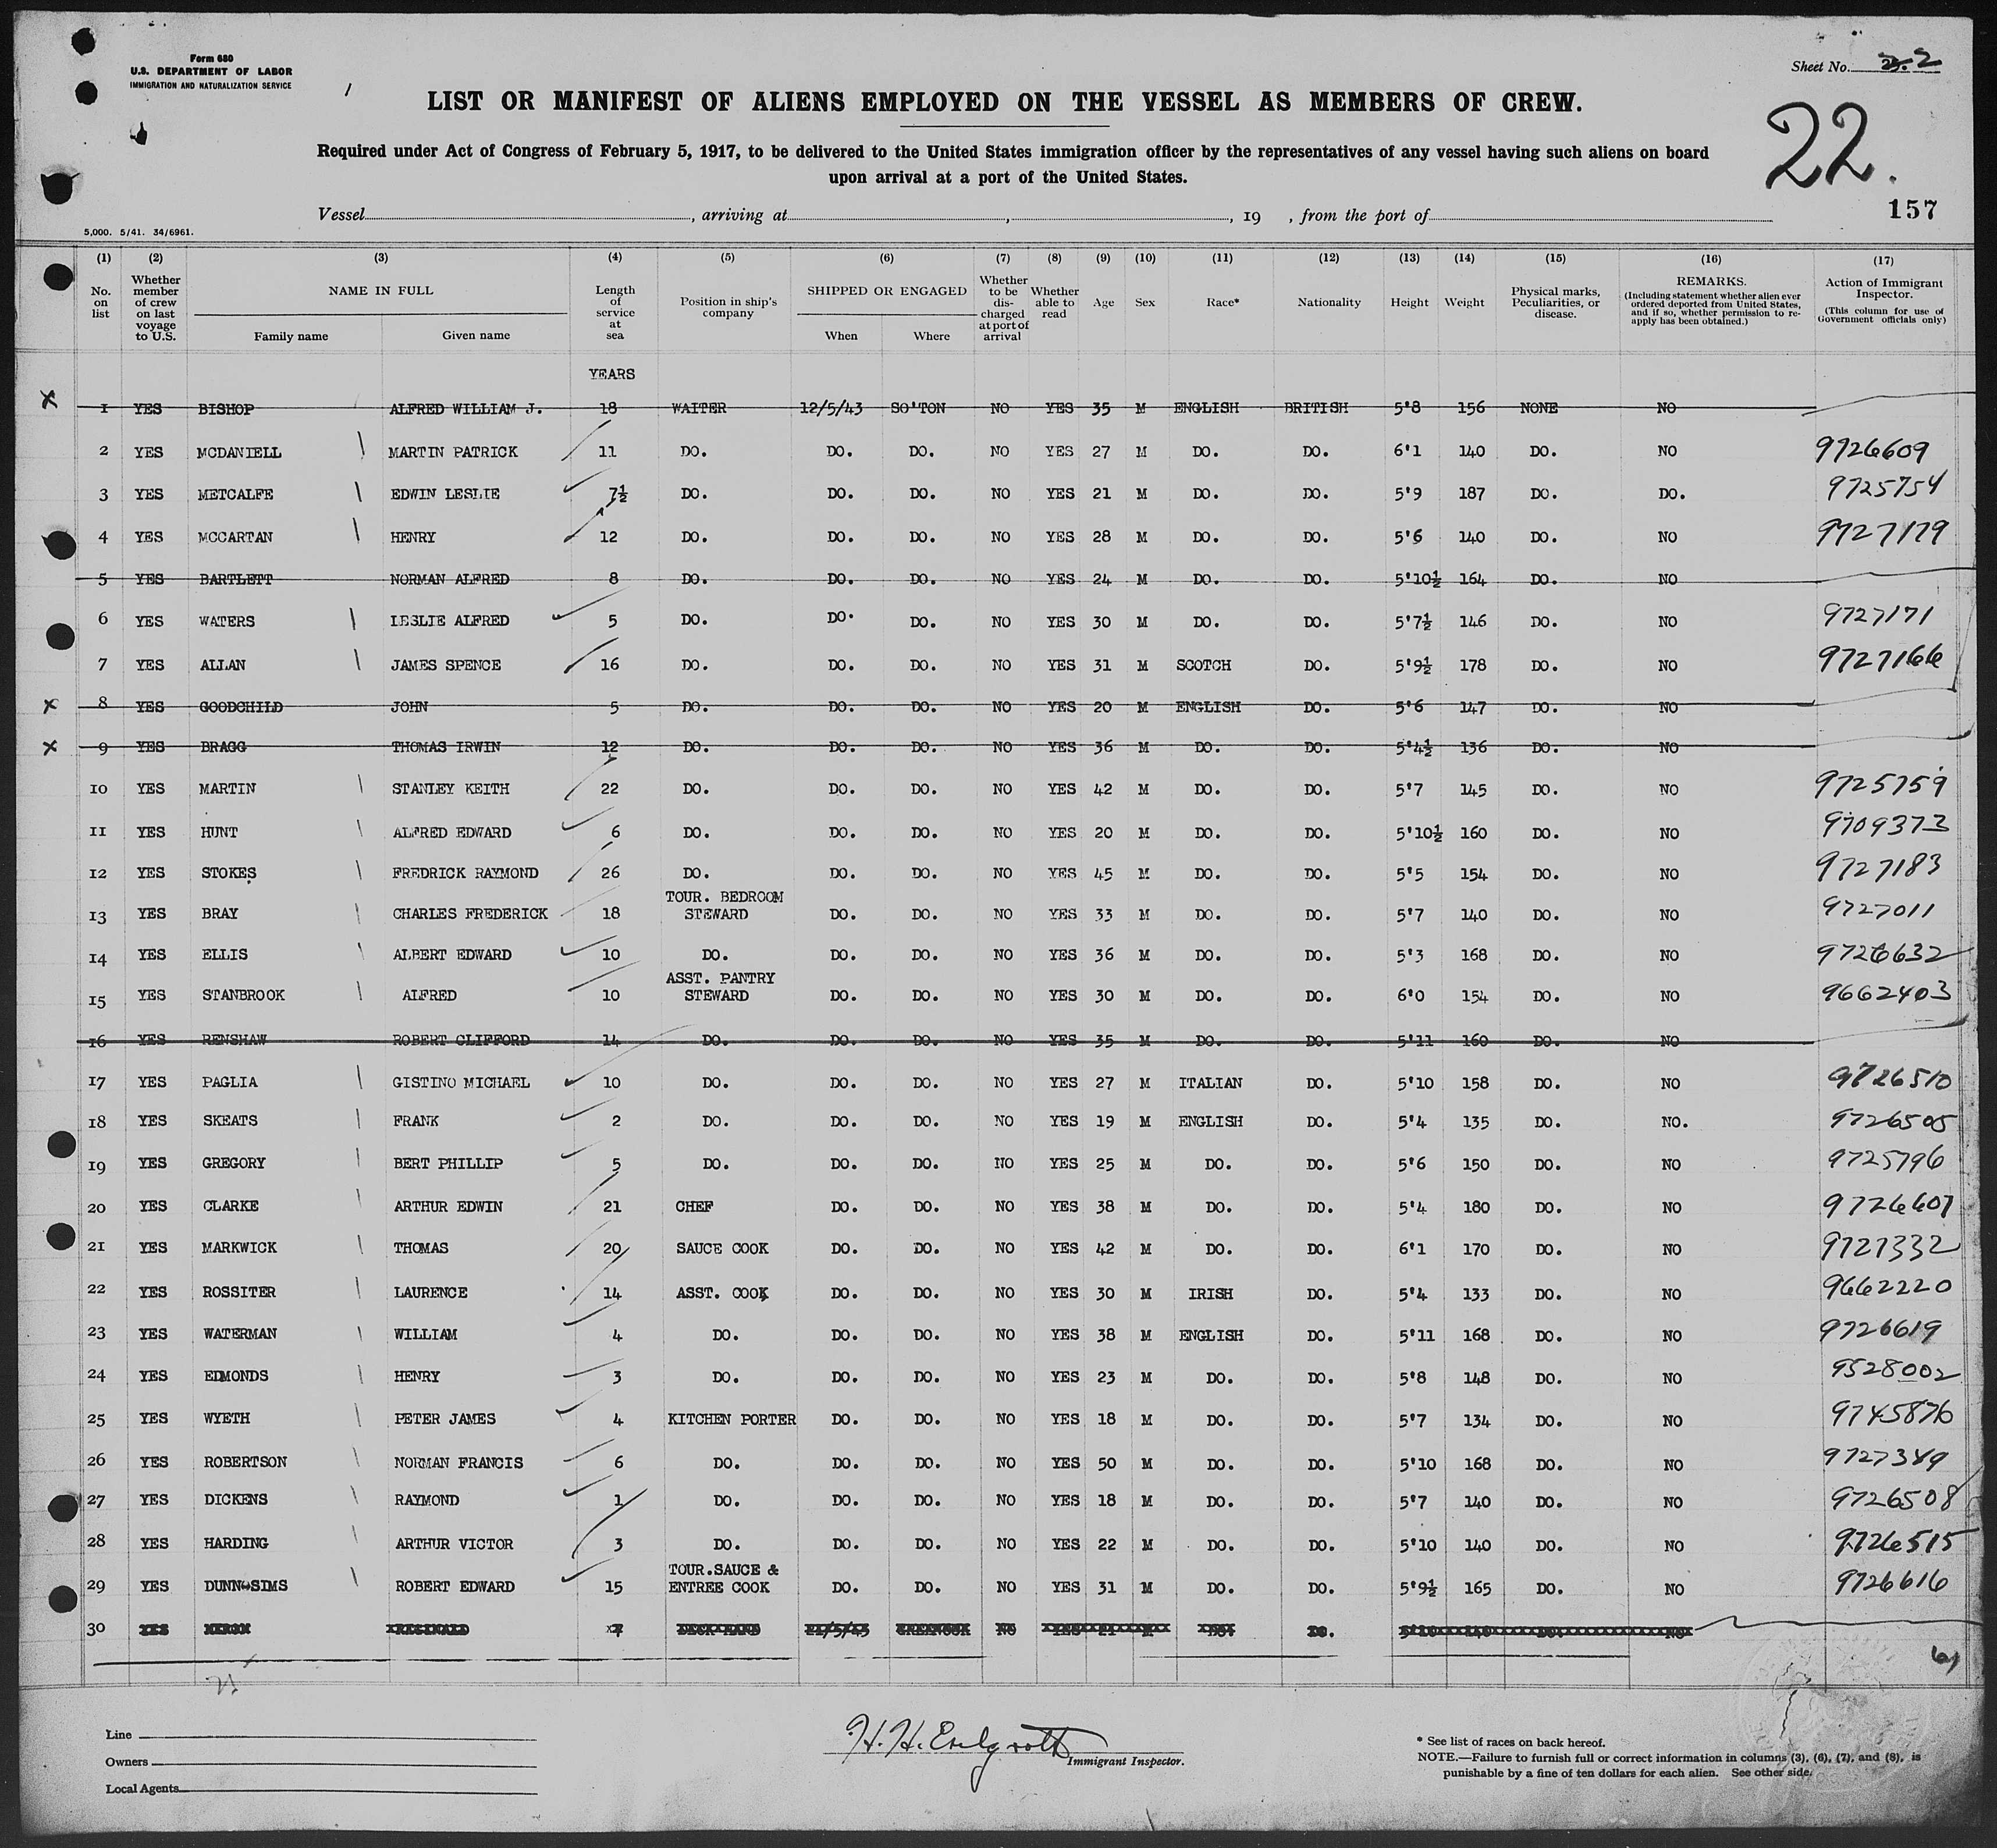 Form 680
U.S. DEPARTMENT OF LABOR
IMMIGRATION AND NATURALIZATION SERVICE
Sheet No. 2
LIST OR MANIFEST OF ALIENS EMPLOYED ON THE VESSEL AS MEMBERS OF CREW.
22.
Required under Act of Congress of February 5, 1917, to be delivered to the United States immigration officer by the representatives of any vessel having such aliens on board
upon arrival at a port of the United States.
157
Vessel , arriving at , , 19 , from the port of
5,000. 5/41. 34/6961.
(1) (2) (3) (4) (5) (6) (7) (8) (9) (10) (11) (12) (13) (14) (15) (16) (17)
No. on list Whether member of crew on last voyage to U.S. NAME IN FULL Family name Given name Length of service at sea Position in ship's company SHIPPED OR ENGAGED When Where Whether to be discharged at port of arrival Whether able to read Age Sex Race* Nationality Height Weight Physical marks, Peculiarities, or disease. REMARKS. (Including statement whether alien ever ordered deported from United States, and if so, whether permission to re-apply has been obtained.) Action of Immigrant Inspector. (This column for use of Government officials only)
YEARS
x 1 YES BISHOP ALFRED WILLIAM J. 18 WAITER 12/5/43 SO'TON NO YES 35 M ENGLISH BRITISH 5'8 156 NONE NO
2 YES MCDANIELL MARTIN PATRICK 11 DO. DO. DO. NO YES 27 M DO. DO. 6'1 140 DO. NO 9726609
3 YES METCALFE EDWIN LESLIE 7½ DO. DO. DO. NO YES 21 M DO. DO. 5'9 187 DO. DO. 9725754
4 YES MCCARTAN HENRY 12 DO. DO. DO. NO YES 28 M DO. DO. 5'6 140 DO. NO 9727179
5 YES BARTLETT NORMAN ALFRED 8 DO. DO. DO. NO YES 24 M DO. DO. 5'10½ 164 DO. NO
6 YES WATERS LESLIE ALFRED 5 DO. DO. DO. NO YES 30 M DO. DO. 5'7½ 146 DO. NO 9727171
7 YES ALLAN JAMES SPENCE 16 DO. DO. DO. NO YES 31 M SCOTCH DO. 5'9½ 178 DO. NO 9727166
x 8 YES GOODCHILD JOHN 5 DO. DO. DO. NO YES 20 M ENGLISH DO. 5'6 147 DO. NO
x 9 YES BRAGG THOMAS IRWIN 12 DO. DO. DO. NO YES 36 M DO. DO. 5'4½ 136 DO. NO
10 YES MARTIN STANLEY KEITH 22 DO. DO. DO. NO YES 42 M DO. DO. 5'7 145 DO. NO 9725759
11 YES HUNT ALFRED EDWARD 6 DO. DO. DO. NO YES 20 M DO. DO. 5'10½ 160 DO. NO 9709373
12 YES STOKES FREDRICK RAYMOND 26 DO. DO. DO. NO YES 45 M DO. DO. 5'5 154 DO. NO 9727183
13 YES BRAY CHARLES FREDERICK 18 TOUR. BEDROOM STEWARD DO. DO. NO YES 33 M DO. DO. 5'7 140 DO. NO 9727011
14 YES ELLIS ALBERT EDWARD 10 DO. DO. DO. NO YES 36 M DO. DO. 5'3 168 DO. NO 9726632
15 YES STANBROOK ALFRED 10 ASST. PANTRY STEWARD DO. DO. NO YES 30 M DO. DO. 6'0 154 DO. NO 9662403
16 YES RENSHAW ROBERT CLIFFORD 14 DO. DO. DO. NO YES 35 M DO. DO. 5'11 160 DO. NO
17 YES PAGLIA GISTINO MICHAEL 10 DO. DO. DO. NO YES 27 M ITALIAN DO. 5'10 158 DO. NO 9726510
18 YES SKEATS FRANK 2 DO. DO. DO. NO YES 19 M ENGLISH DO. 5'4 135 DO. NO. 9726505
19 YES GREGORY BERT PHILLIP 5 DO. DO. DO. NO YES 25 M DO. DO. 5'6 150 DO. NO 9725796
20 YES CLARKE ARTHUR EDWIN 21 CHEF DO. DO. NO YES 38 M DO. DO. 5'4 180 DO. NO 9726607
21 YES MARKWICK THOMAS 20 SAUCE COOK DO. DO. NO YES 42 M DO. DO. 6'1 170 DO. NO 9727332
22 YES ROSSITER LAURENCE 14 ASST. COOK DO. DO. NO YES 30 M IRISH DO. 5'4 133 DO. NO 9662220
23 YES WATERMAN WILLIAM 4 DO. DO. DO. NO YES 38 M ENGLISH DO. 5'11 168 DO. NO 9726619
24 YES EDMONDS HENRY 3 DO. DO. DO. NO YES 23 M DO. DO. 5'8 148 DO. NO 9528002
25 YES WYETH PETER JAMES 4 KITCHEN PORTER DO. DO. NO YES 18 M DO. DO. 5'7 134 DO. NO 9745876
26 YES ROBERTSON NORMAN FRANCIS 6 DO. DO. DO. NO YES 50 M DO. DO. 5'10 168 DO. NO 9727349
27 YES DICKENS RAYMOND 1 DO. DO. DO. NO YES 18 M DO. DO. 5'7 140 DO. NO 9726508
28 YES HARDING ARTHUR VICTOR 3 DO. DO. DO. NO YES 22 M DO. DO. 5'10 140 DO. NO 9726515
29 YES DUNN-SIMS ROBERT EDWARD 15 TOUR.SAUCE & ENTREE COOK DO. DO. NO YES 31 M DO. DO. 5'9½ 165 DO. NO 9726616
30 YES REGINALD 7 DECK HAND 21/5/43 GREENOCK NO YES 21 M DO. DO. NO
Line
Owners
Local Agents
Immigrant Inspector.
* See list of races on back hereof.
NOTE.—Failure to furnish full or correct information in columns (3), (6), (7), and (8), is
punishable by a fine of ten dollars for each alien. See other side.